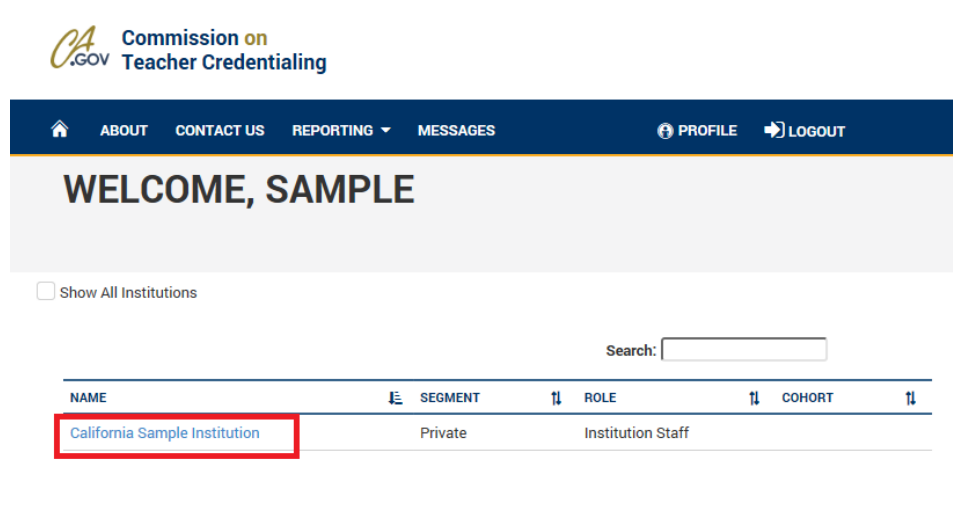 CA.GOV Commission on
Teacher Credentialing
ABOUT CONTACT US REPORTING MESSAGES PROFILE LOGOUT
WELCOME, SAMPLE
Show All Institutions
Search:
NAME SEGMENT ROLE COHORT
California Sample Institution Private Institution Staff